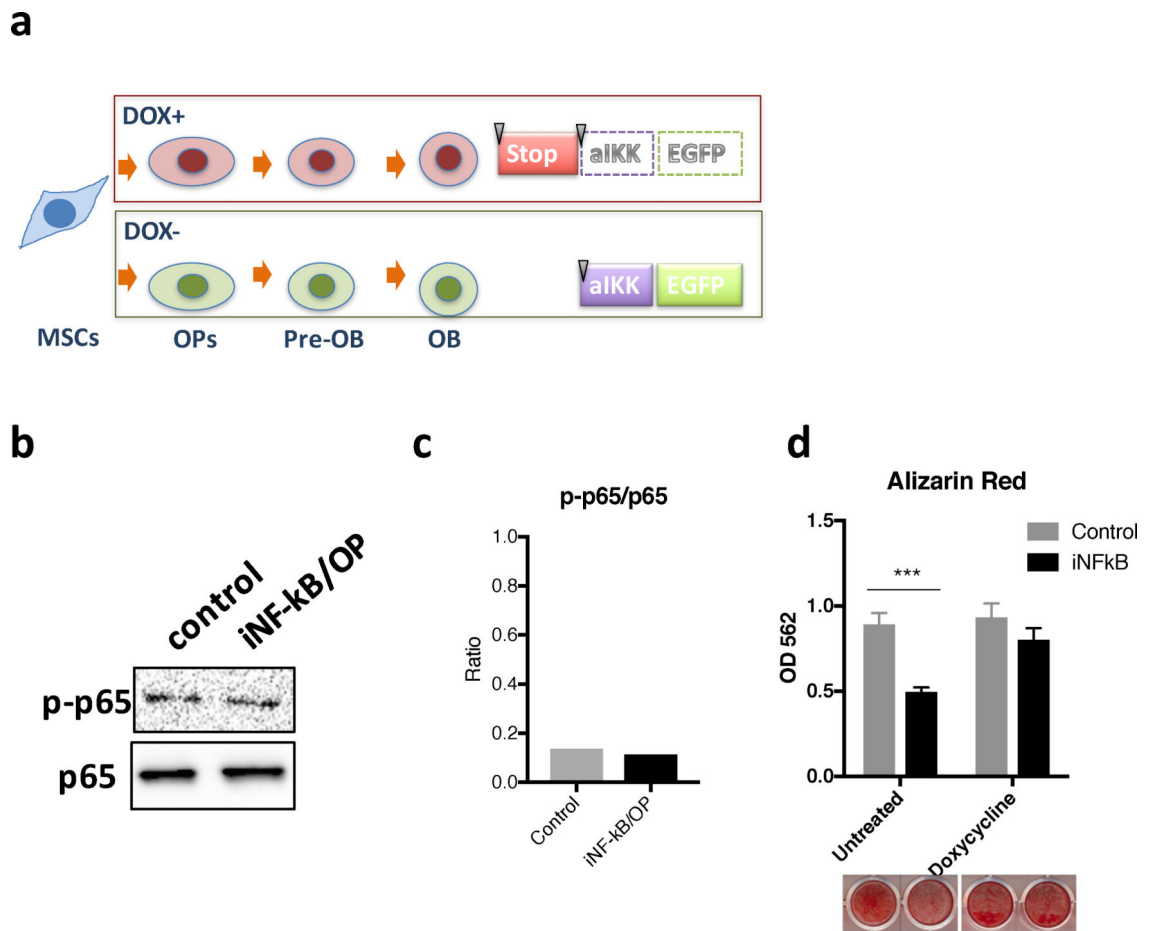 a
DOX+
Stop aIKK EGFP
DOX-
aIKK EGFP
MSCs OPs Pre-OB OB
b
control
iNF-kB/OP
p-p65
p65
c
p-p65/p65
1.0
0.8
0.6
0.4
0.2
0.0
Ratio
Control
iNF-kB/OP
d
Alizarin Red
1.5
1.0
0.5
0.0
OD 562
***
Control
iNFkB
Untreated
Doxycycline